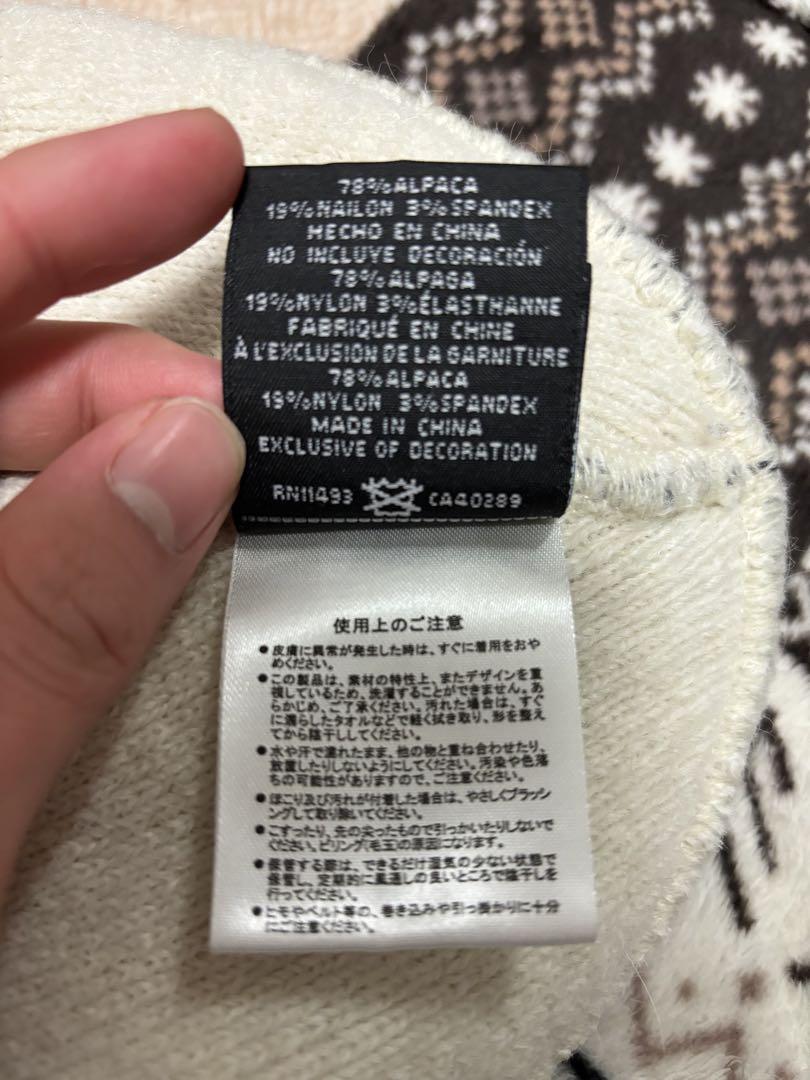 78%ALPACA
19%NAILON 3%SPANDEX
HECHO EN CHINA
NO INCLUYE DECORACIÓN
78%ALPAGA
19%NYLON 3%ÉLASTHANNE
FABRIQUÉ EN CHINE
À L'EXCLUSION DE LA GARNITURE
78%ALPACA
19%NYLON 3%SPANDEX
MADE IN CHINA
EXCLUSIVE OF DECORATION
RN11493 CA40289
使用上のご注意
●皮膚に異常が発生した時は、すぐに着用をおや
めください。
●この製品は、素材の特性上、またデザインを重
視しているため、洗濯することができません。あ
らかじめ、ご了承ください。汚れた場合は、すぐ
に濡らしたタオルなどで軽く拭き取り、形を整え
てから陰干ししてください。
●水や汗で濡れたまま、他の物と重ね合わせたり、
放置したりしないようにしてください。汚染や色落
ちの可能性がありますので、ご注意ください。
●ほこり及び汚れが付着した場合は、やさしくブラッシ
ングして取り除いてください。
●こすったり、先の尖ったもので引っかいたりしないで
ください。ピリング(毛玉)の原因になります。
●保管する際は、できるだけ湿気の少ない状態で
保管し、定期的に風通しの良いところで陰干しを
行ってください。
●ヒモやベルト等の、巻き込みや引っ掛かりに十分
にご注意ください。